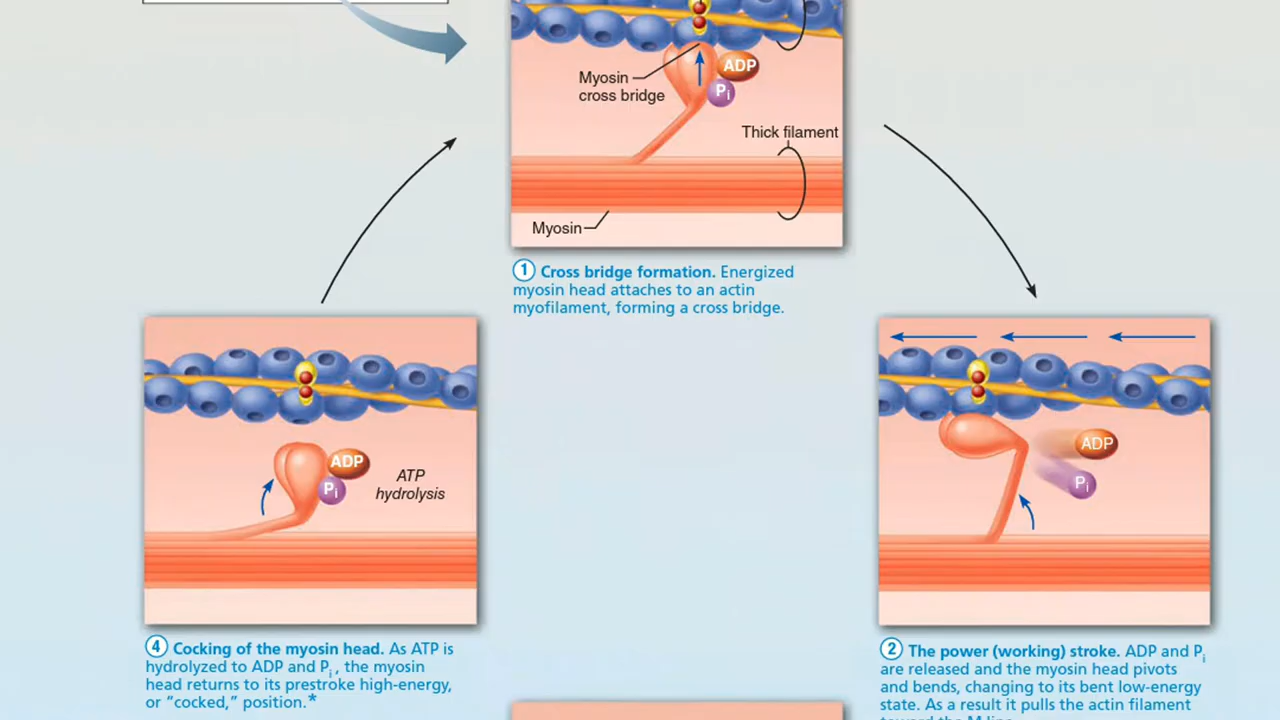 ADP
Pi
Myosin
cross bridge
Thick filament
Myosin
1 Cross bridge formation. Energized
myosin head attaches to an actin
myofilament, forming a cross bridge.
ADP
Pi
ATP
hydrolysis
4 Cocking of the myosin head. As ATP is
hydrolyzed to ADP and Pi, the myosin
head returns to its prestroke high-energy,
or “cocked,” position.*
ADP
Pi
2 The power (working) stroke. ADP and Pi
are released and the myosin head pivots
and bends, changing to its bent low-energy
state. As a result it pulls the actin filament
toward the M line.